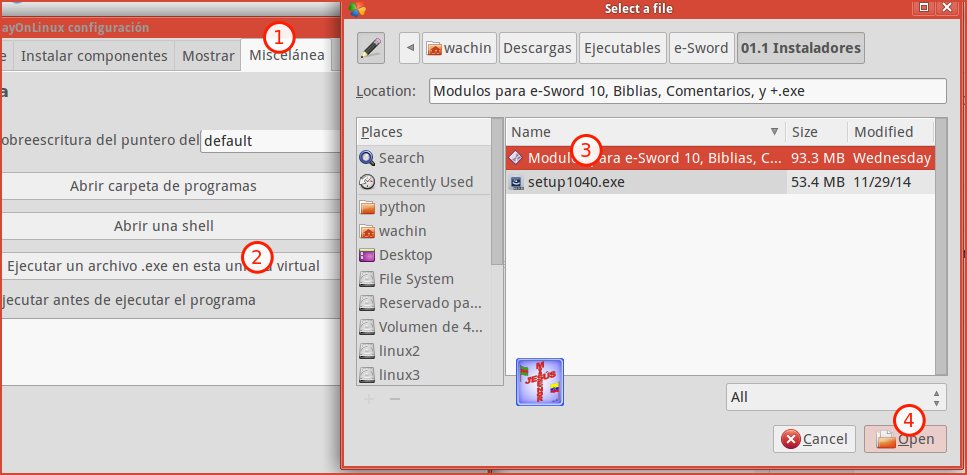 ayOnLinux configuración
1
e
Instalar componentes
Mostrar
Miscelánea
a
obreescritura del puntero del
default
Abrir carpeta de programas
Abrir una shell
2
Ejecutar un archivo .exe en esta un virtual
jecutar antes de ejecutar el programa
Select a file
wachin
Descargas
Ejecutables
e-Sword
01.1 Instaladores
Location:
Modulos para e-Sword 10, Biblias, Comentarios, y +.exe
Places
Search
Recently Used
python
wachin
Desktop
File System
Reservado pa...
Volumen de 4...
linux2
linux3
Name
Size
Modified
3
Modulos para e-Sword 10, Biblias, C... 93.3 MB Wednesday
setup1040.exe 53.4 MB 11/29/14
JESÚS
All
4
Cancel
Open